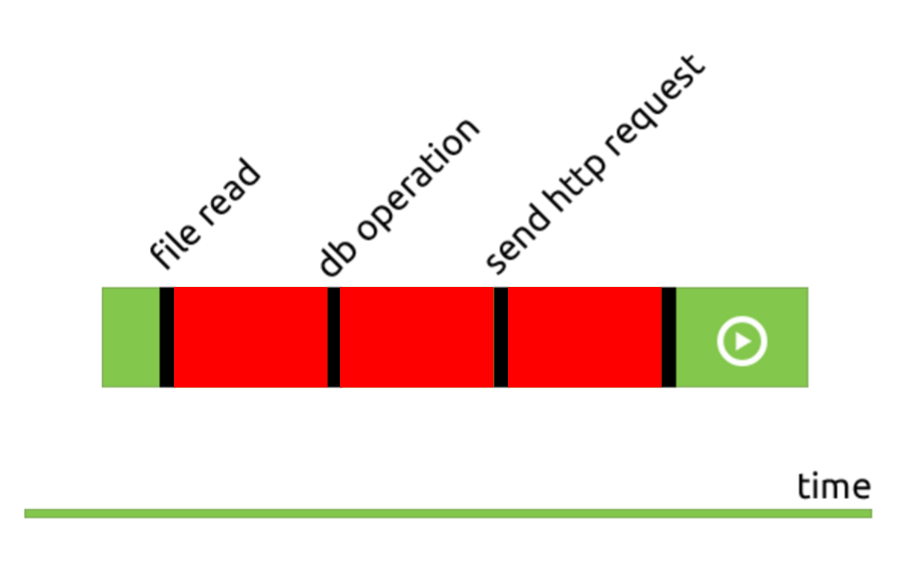 file read
db operation
send http request
time